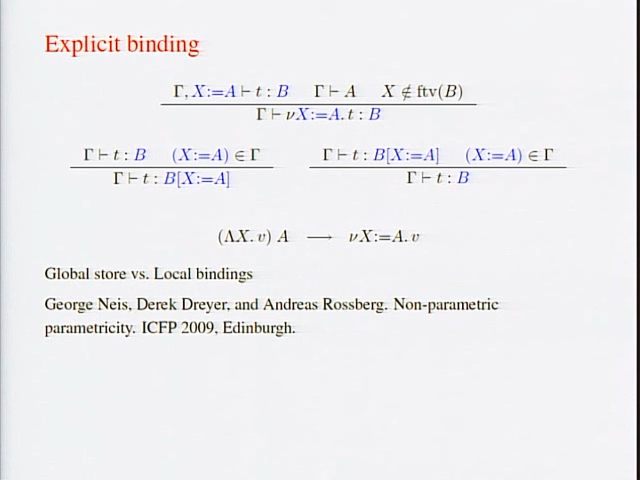 Explicit binding
Γ, X:=A ⊢ t : B Γ ⊢ A X ∉ ftv(B)
Γ ⊢ νX:=A. t : B
Γ ⊢ t : B (X:=A) ∈ Γ
Γ ⊢ t : B[X:=A]
Γ ⊢ t : B[X:=A] (X:=A) ∈ Γ
Γ ⊢ t : B
(ΛX. v) A ⟶ νX:=A. v
Global store vs. Local bindings
George Neis, Derek Dreyer, and Andreas Rossberg. Non-parametric
parametricity. ICFP 2009, Edinburgh.